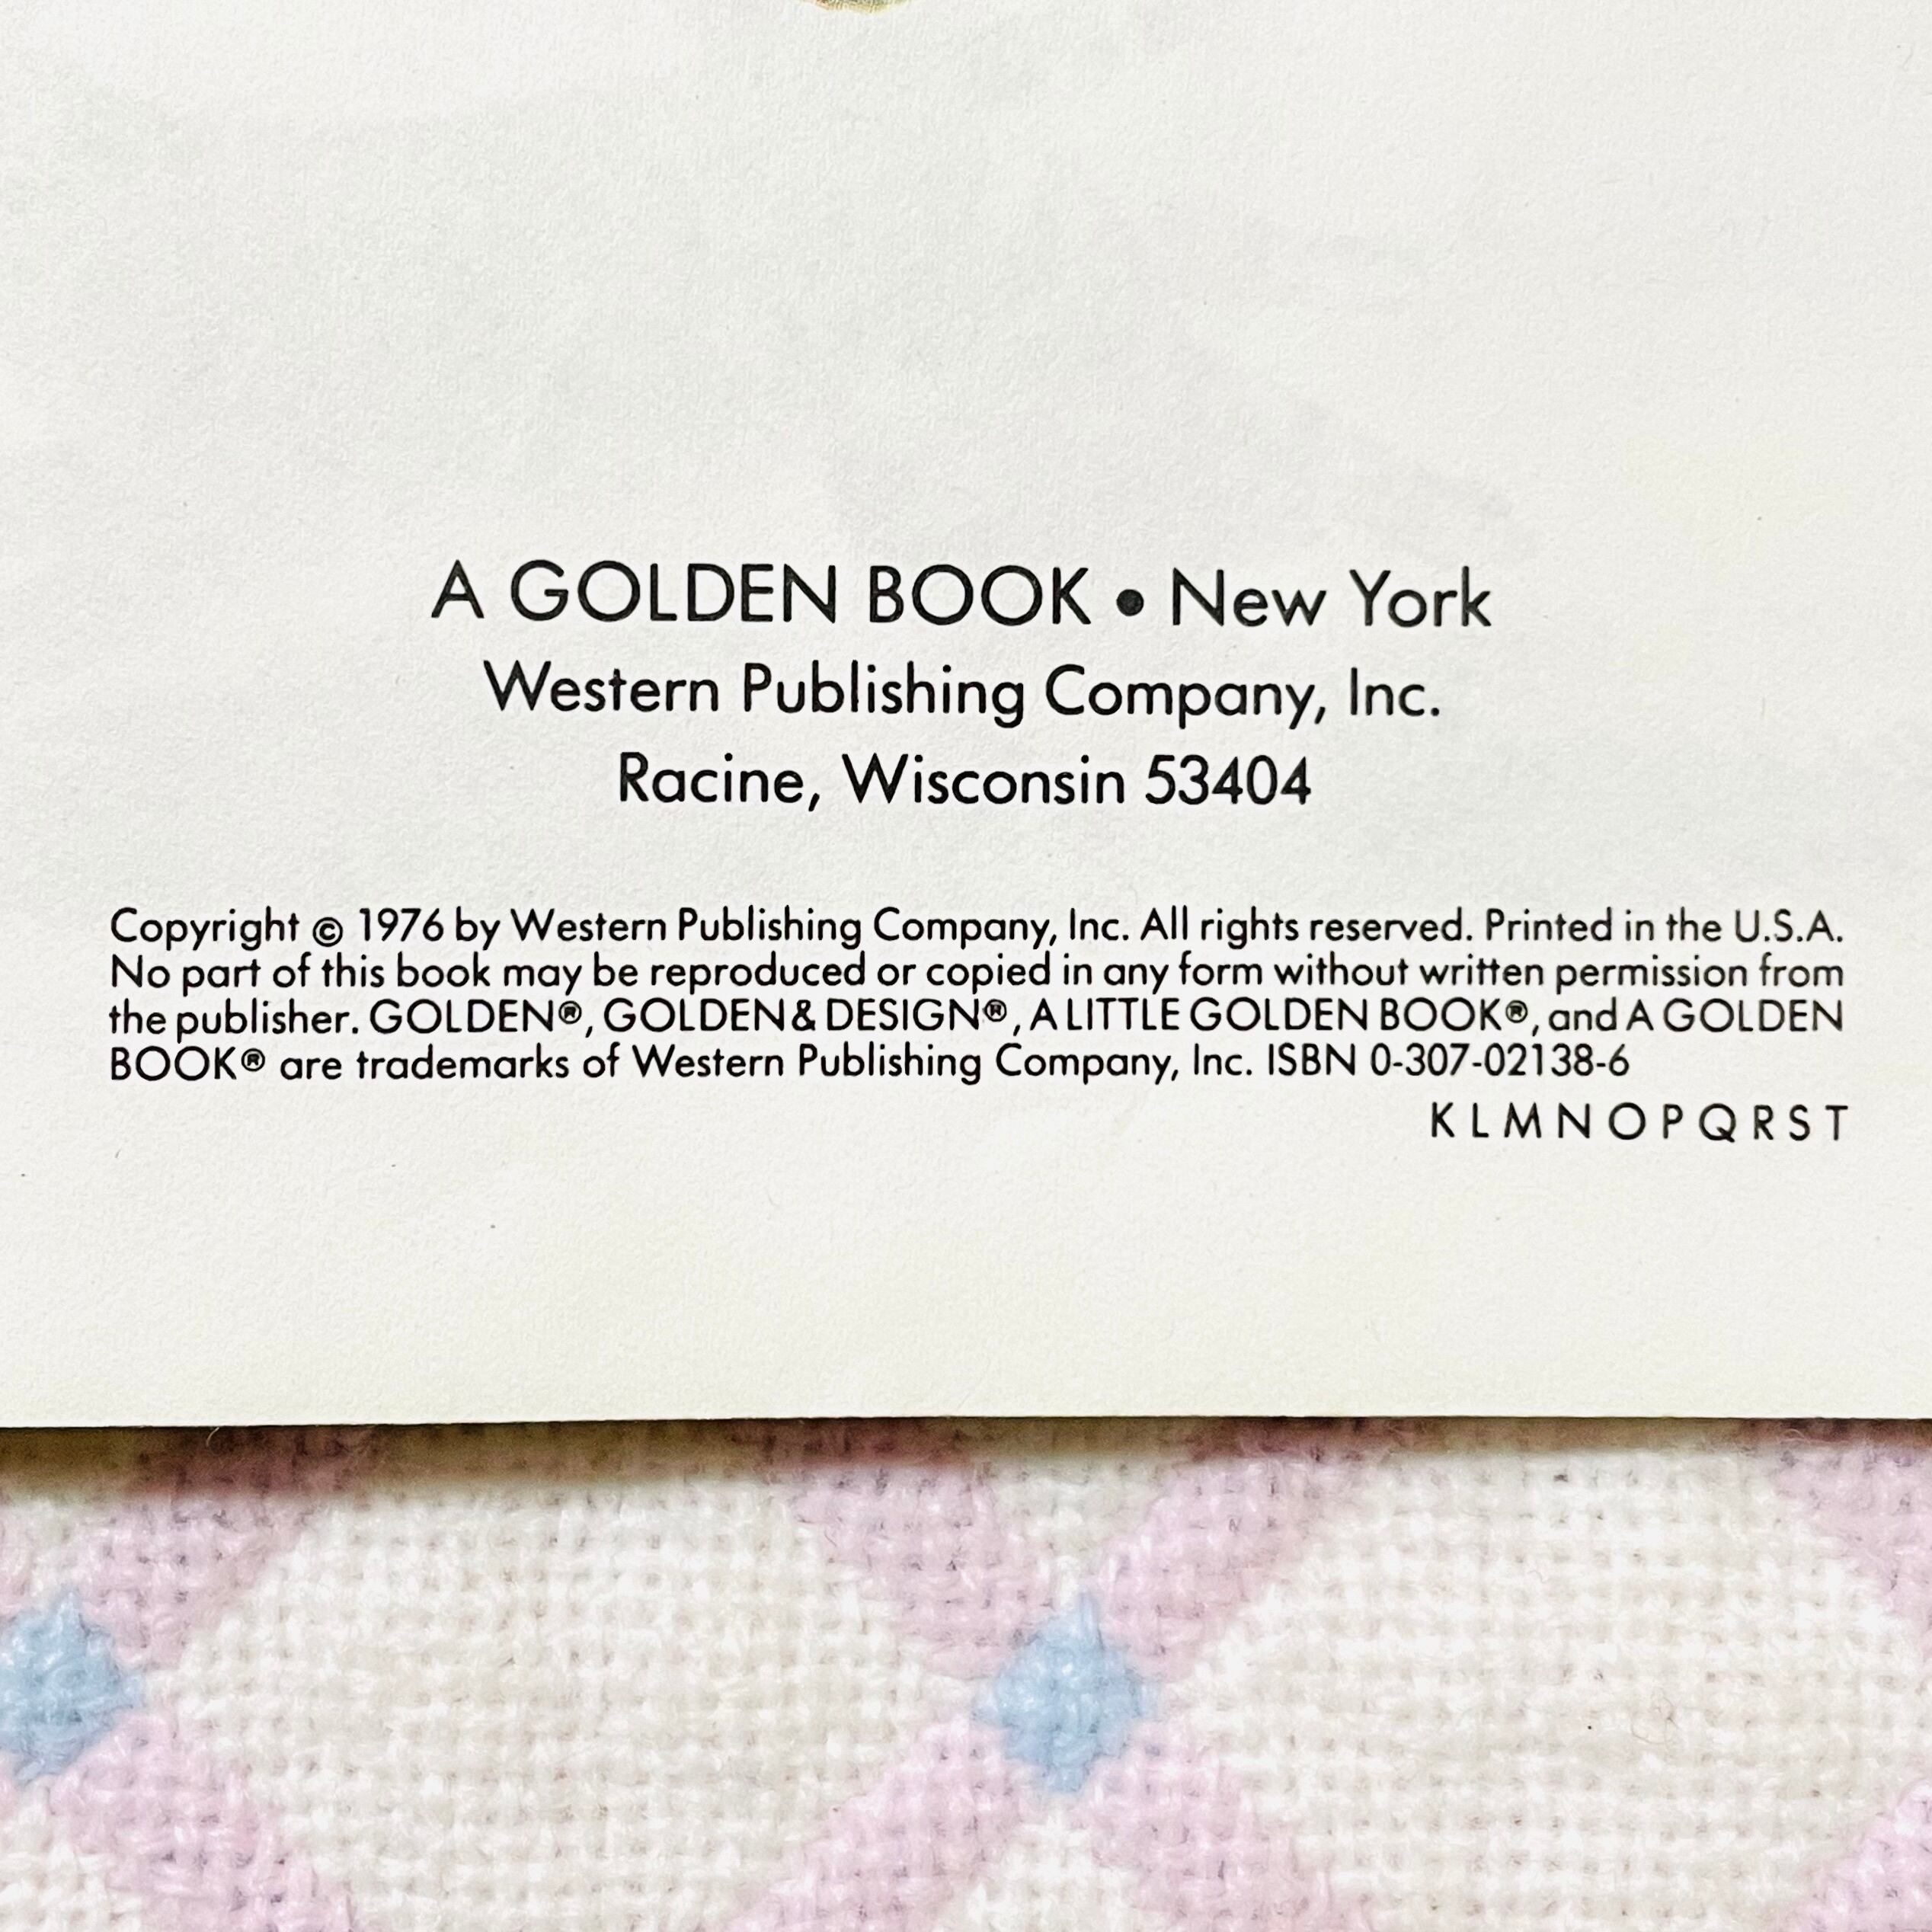 A GOLDEN BOOK • New York
Western Publishing Company, Inc.
Racine, Wisconsin 53404
Copyright © 1976 by Western Publishing Company, Inc. All rights reserved. Printed in the U.S.A.
No part of this book may be reproduced or copied in any form without written permission from
the publisher. GOLDEN®, GOLDEN & DESIGN®, A LITTLE GOLDEN BOOK®, and A GOLDEN
BOOK® are trademarks of Western Publishing Company, Inc. ISBN 0-307-02138-6
K L M N O P Q R S T